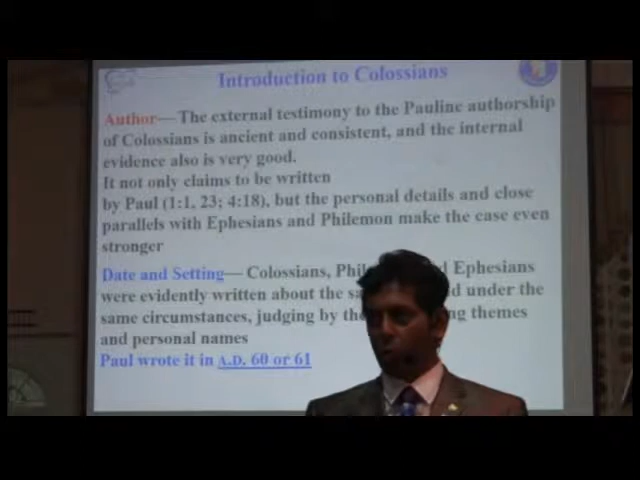 Introduction to Colossians
Author—The external testimony to the Pauline authorship
of Colossians is ancient and consistent, and the internal
evidence also is very good.
It not only claims to be written
by Paul (1:1, 23; 4:18), but the personal details and close
parallels with Ephesians and Philemon make the case even
stronger
Date and Setting—Colossians, Ephesians
were evidently written about the under the
same circumstances, judging by the themes
and personal names
Paul wrote it in A.D. 60 or 61